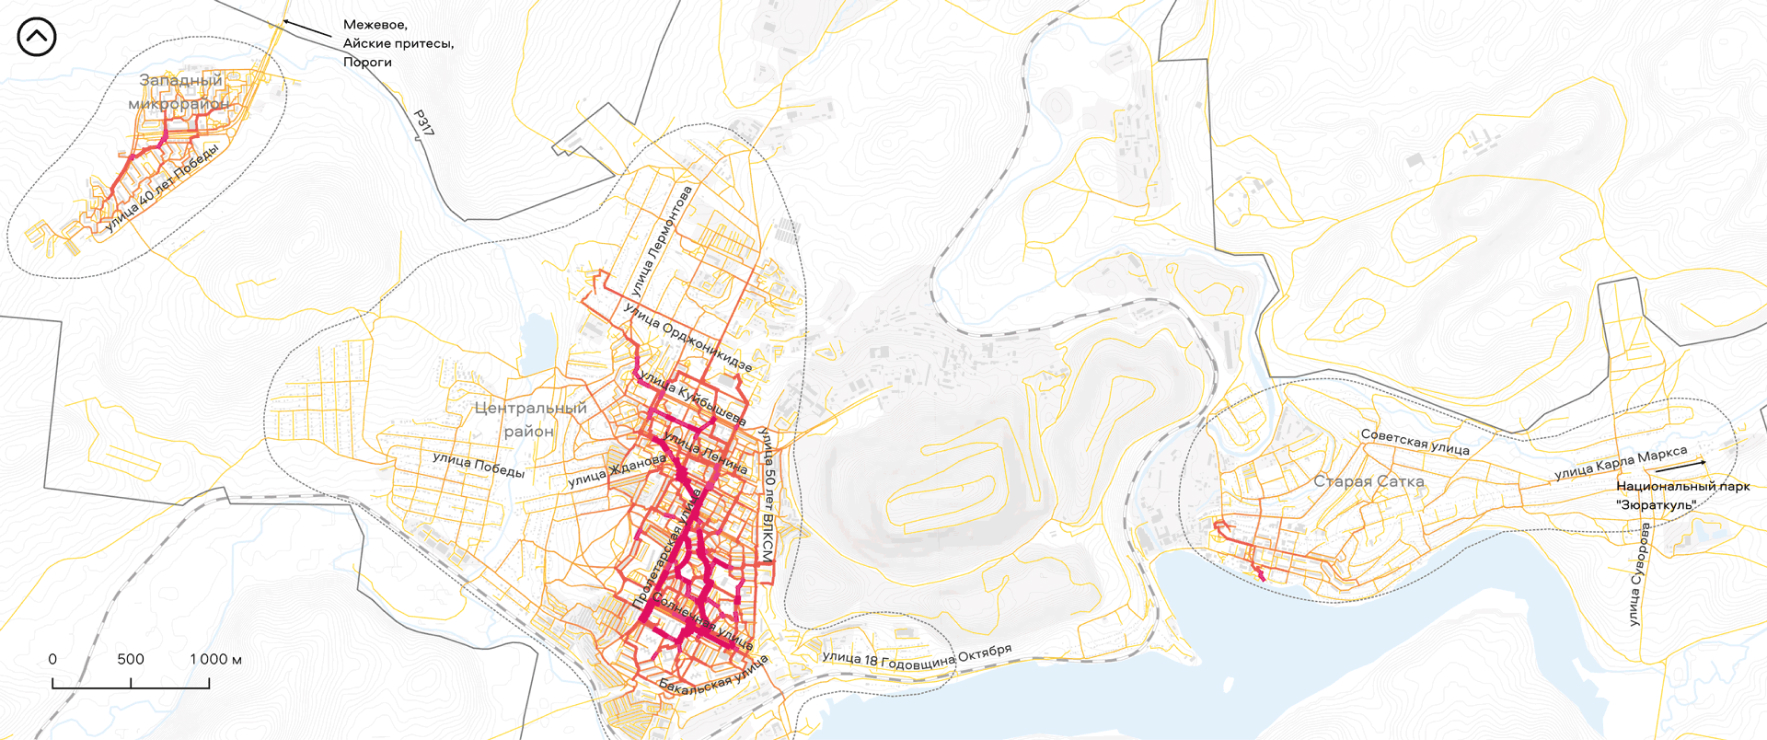 Межевое,
Айские притесы,
Пороги
Западный
микрорайон
Р317
улица 40 лет Победы
улица Лермонтова
улица Орджоникидзе
улица Куйбышева
Центральный
район
улица Ленина
улица Победы
улица Жданова
улица 50 лет ВЛКСМ
Пролетарская улица
Солнечная улица
Бакальская улица
улица 18 Годовщина Октября
Советская улица
улица Карла Маркса
Старая Сатка
Национальный парк
"Зюраткуль"
улица Суворова
0 500 1 000 м